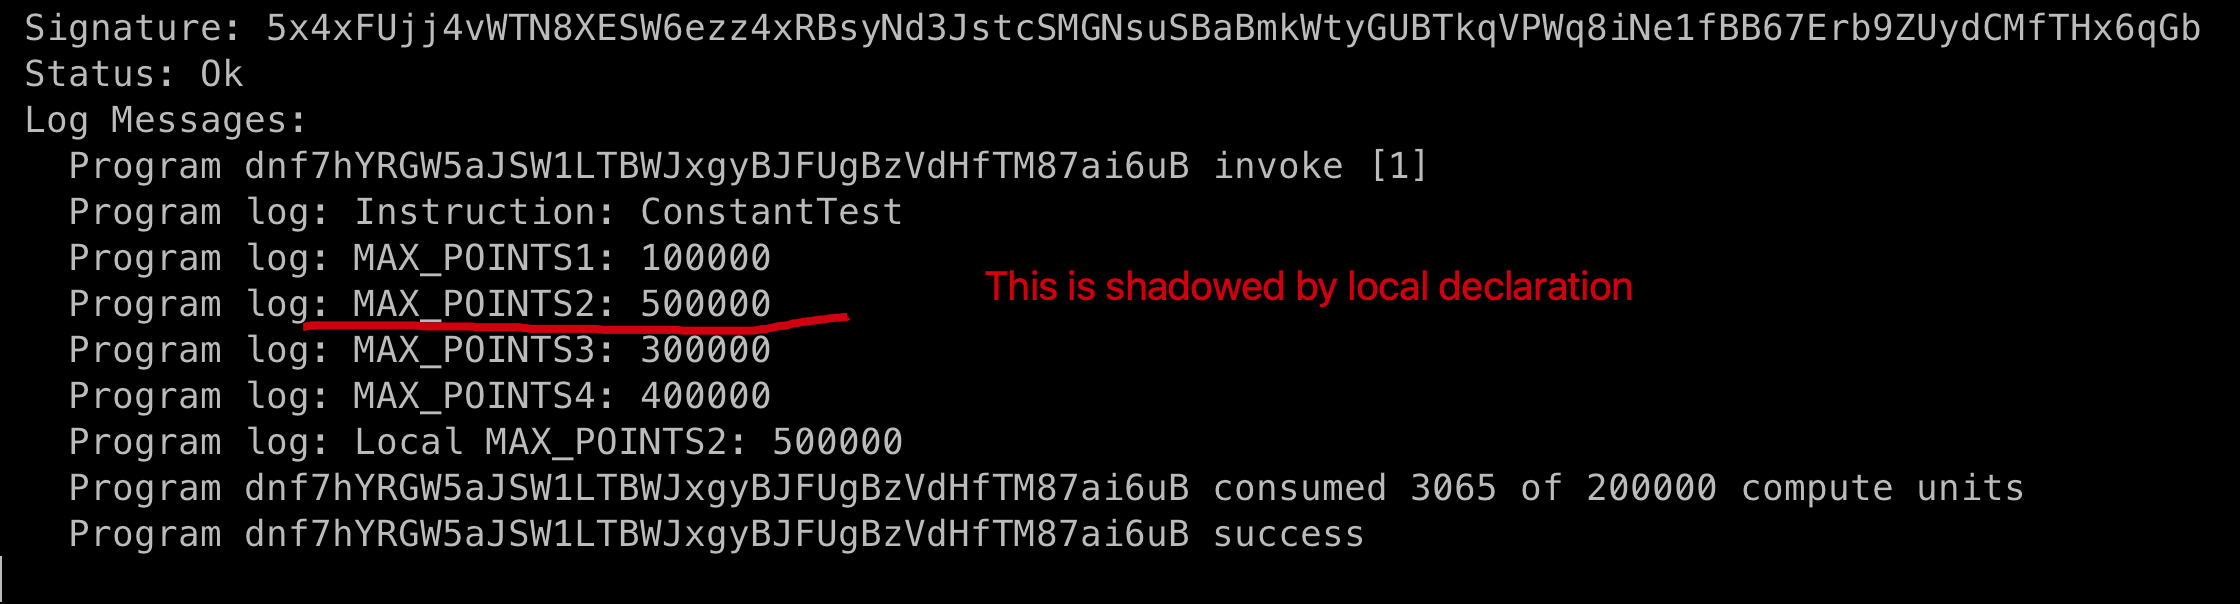 Signature: 5x4xFUjj4vWTN8XESW6ezz4xRBsyNd3JstcSMGNsuSBaBmkWtyGUBTkqVPWq8iNe1fBB67Erb9ZUydCMfTHx6qGb
Status: Ok
Log Messages:
Program dnf7hYRGW5aJSW1LTBWJxgyBJFUgBzVdHfTM87ai6uB invoke [1]
Program log: Instruction: ConstantTest
Program log: MAX_POINTS1: 100000
This is shadowed by local declaration
Program log: MAX_POINTS2: 500000
Program log: MAX_POINTS3: 300000
Program log: MAX_POINTS4: 400000
Program log: Local MAX_POINTS2: 500000
Program dnf7hYRGW5aJSW1LTBWJxgyBJFUgBzVdHfTM87ai6uB consumed 3065 of 200000 compute units
Program dnf7hYRGW5aJSW1LTBWJxgyBJFUgBzVdHfTM87ai6uB success